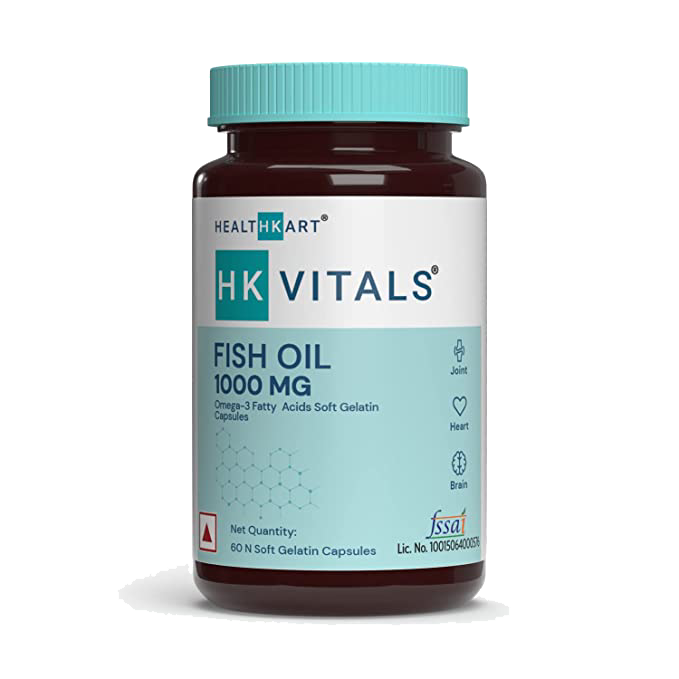 HEALTHKART®
HK VITALS®
FISH OIL
1000 MG
Omega-3 Fatty Acids Soft Gelatin
Capsules
Joint
Heart
Brain
Net Quantity:
60 N Soft Gelatin Capsules
fssai
Lic. No. 10015064000576